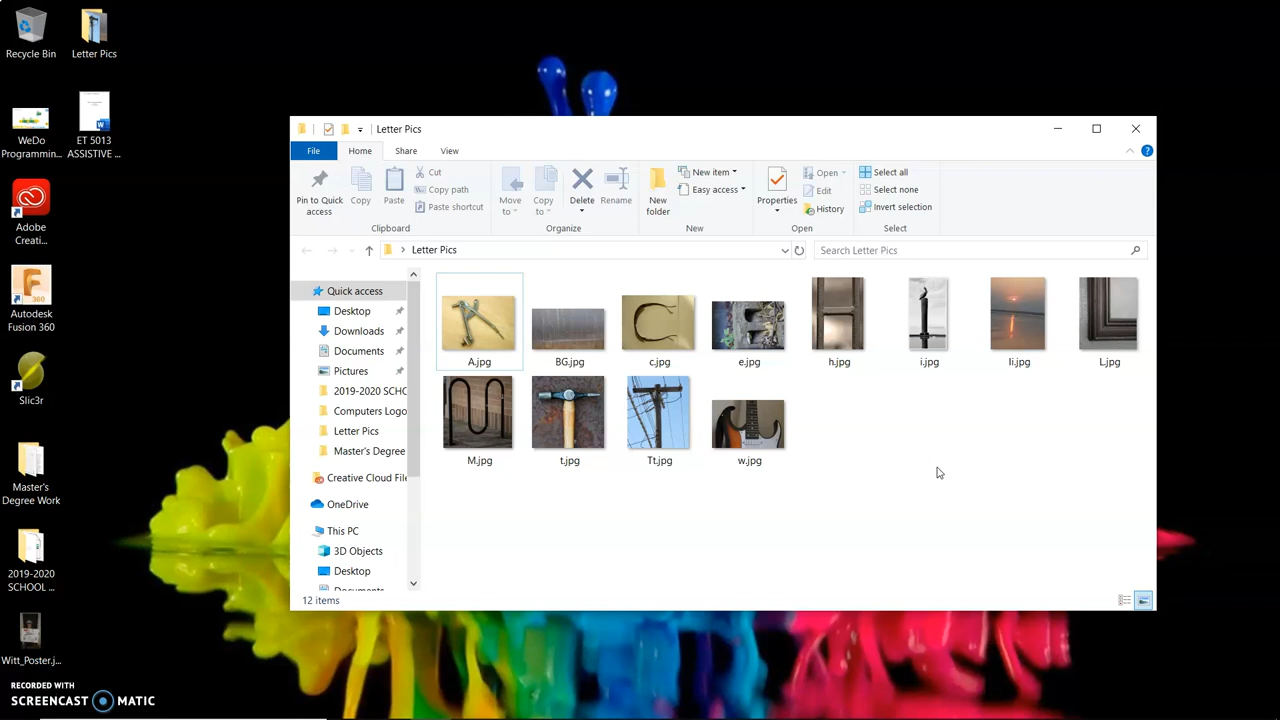 Recycle Bin
Letter Pics
WeDo
Programmin...
ET 5013
ASSISTIVE ...
Adobe
Creati...
Autodesk
Fusion 360
Slic3r
Master's
Degree Work
2019-2020
SCHOOL ...
Witt_Poster.j...
RECORDED WITH
SCREENCAST MATIC
Letter Pics
File Home Share View
Pin to Quick
access
Copy
Paste
Cut
Copy path
Paste shortcut
Clipboard
Move
to
Copy
to
Delete
Rename
Organize
New
folder
New item
Easy access
New
Properties
Open
Edit
History
Open
Select all
Select none
Invert selection
Select
Letter Pics
Search Letter Pics
Quick access
Desktop
Downloads
Documents
Pictures
2019-2020 SCHC
Computers Logo
Letter Pics
Master's Degree
Creative Cloud File
OneDrive
This PC
3D Objects
Desktop
Documents
A.jpg BG.jpg c.jpg e.jpg h.jpg i.jpg Ii.jpg L.jpg
M.jpg t.jpg Tt.jpg w.jpg
12 items